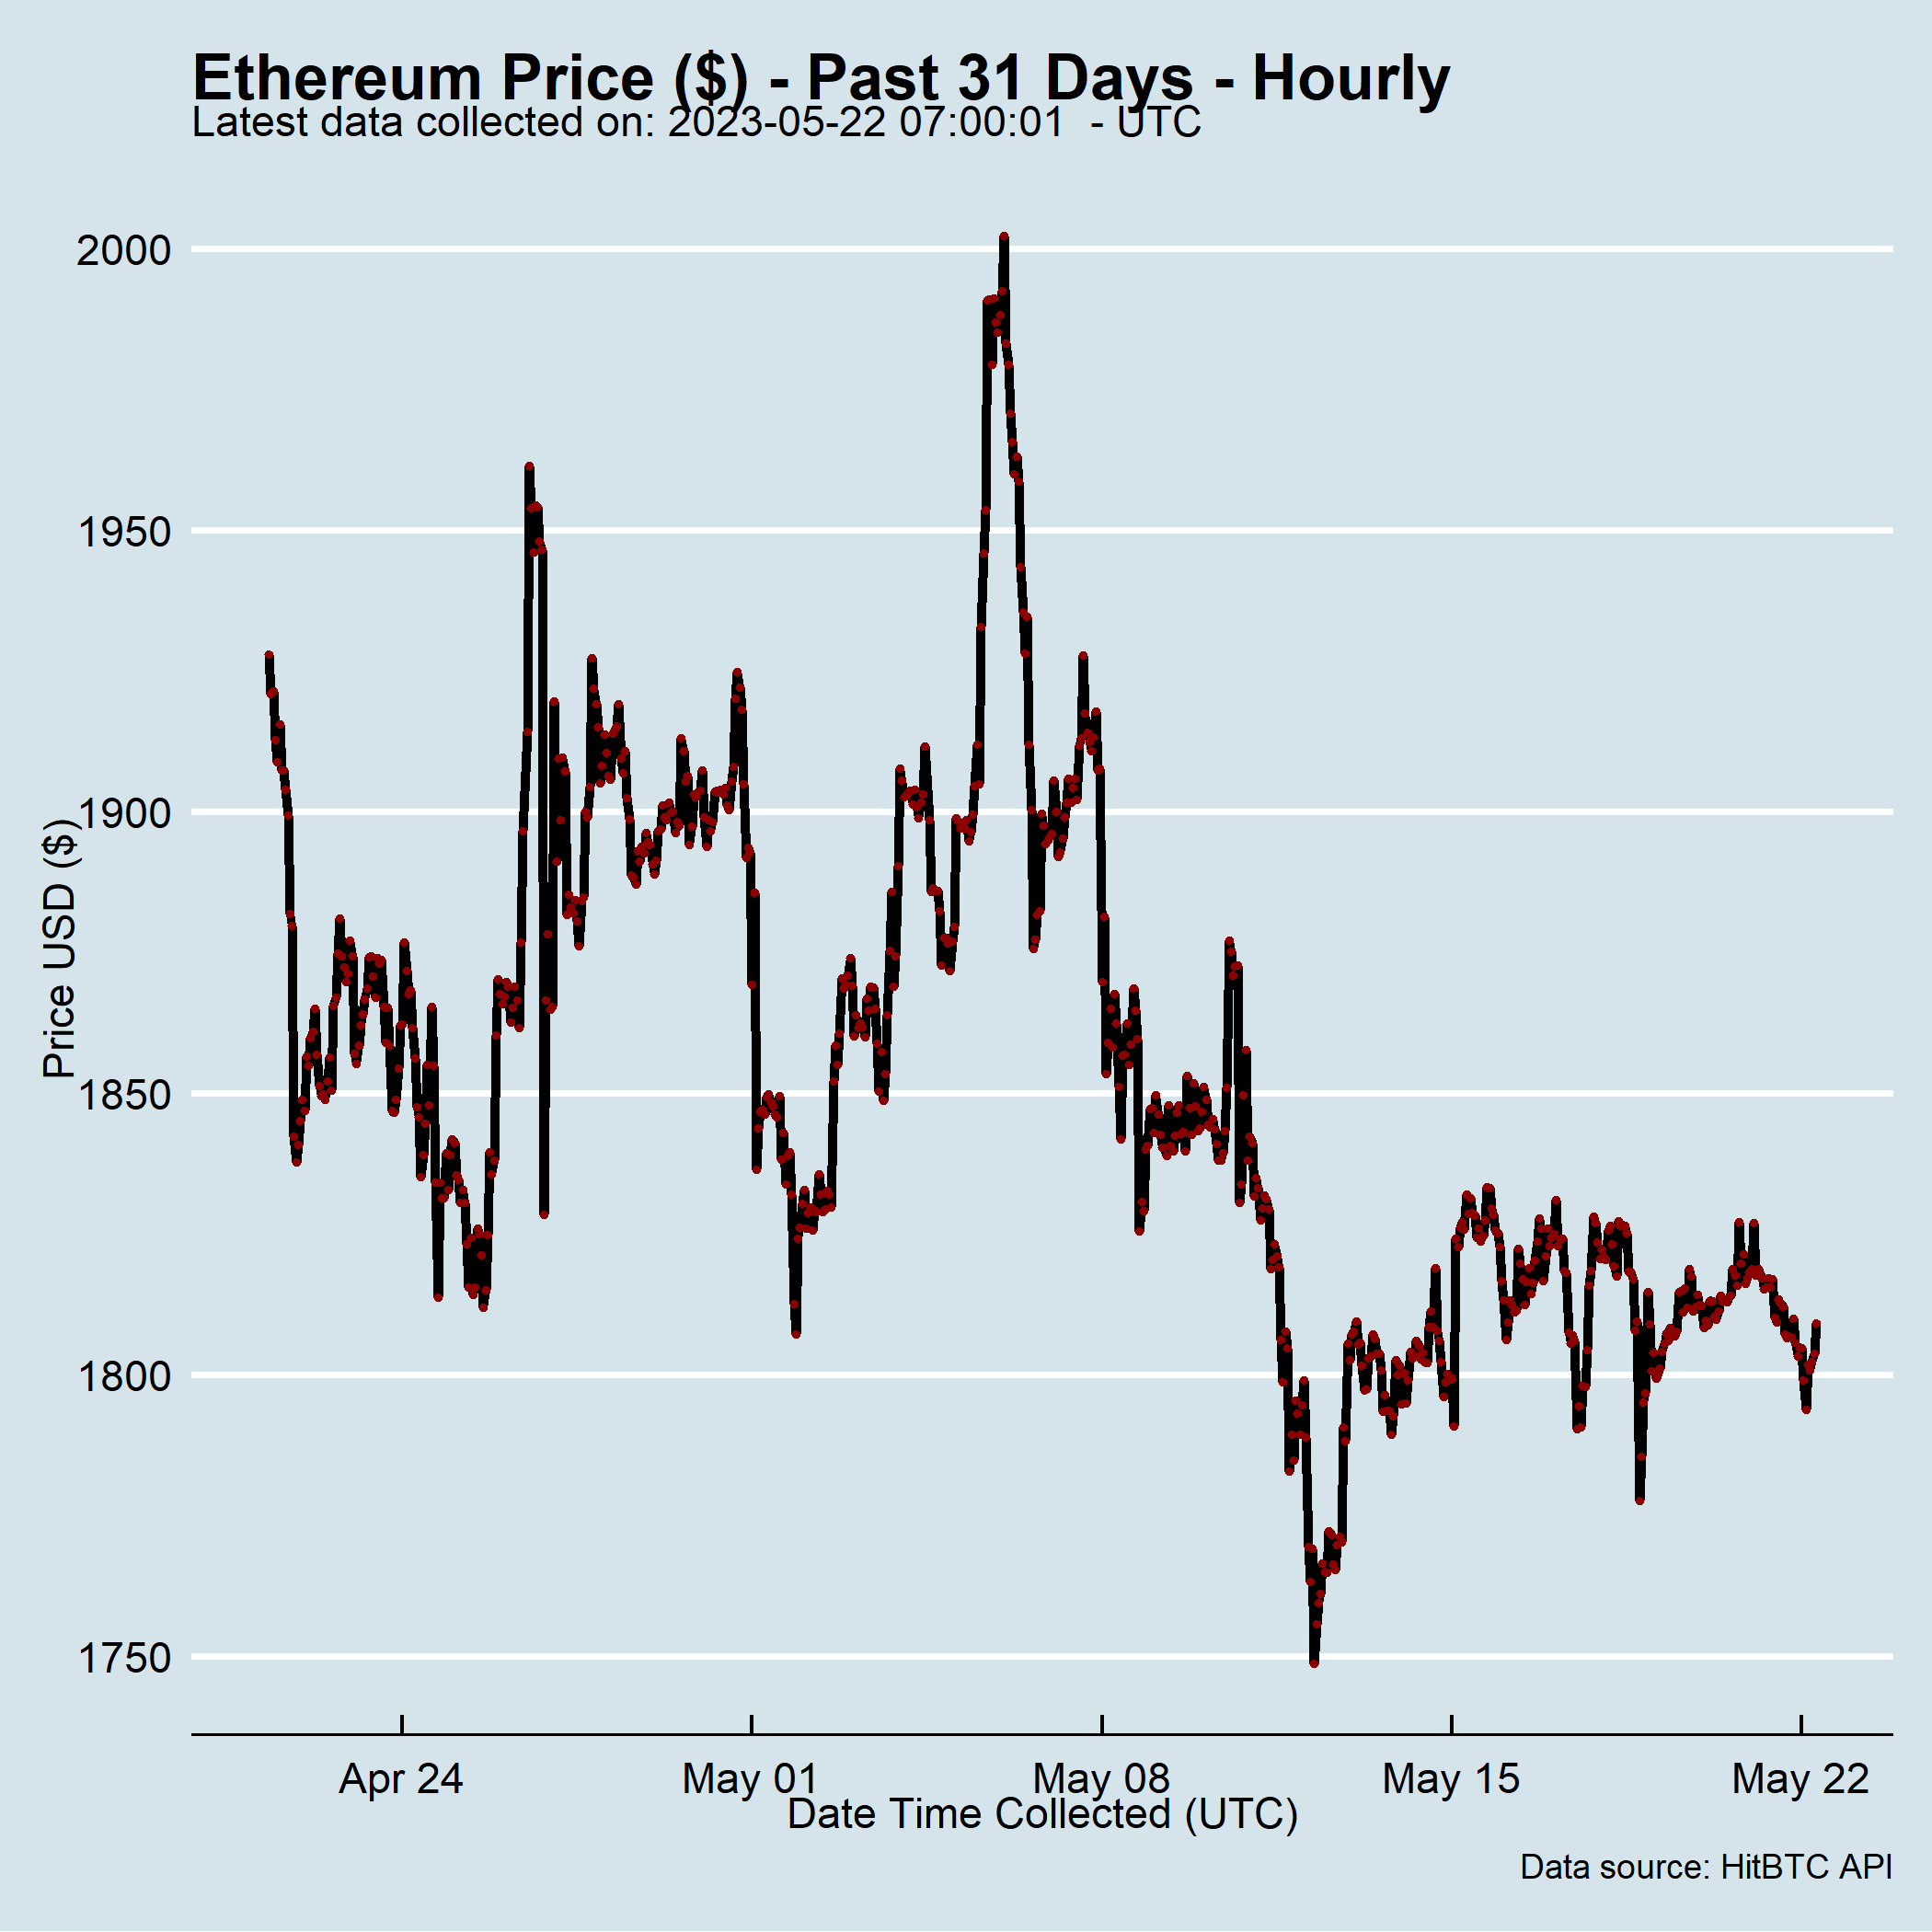 Ethereum Price ($) - Past 31 Days - Hourly
Latest data collected on: 2023-05-22 07:00:01  - UTC
2000
1950
1900
1850
1800
1750
Price USD ($)
Apr 24 May 01 May 08 May 15 May 22
Date Time Collected (UTC)
Data source: HitBTC API